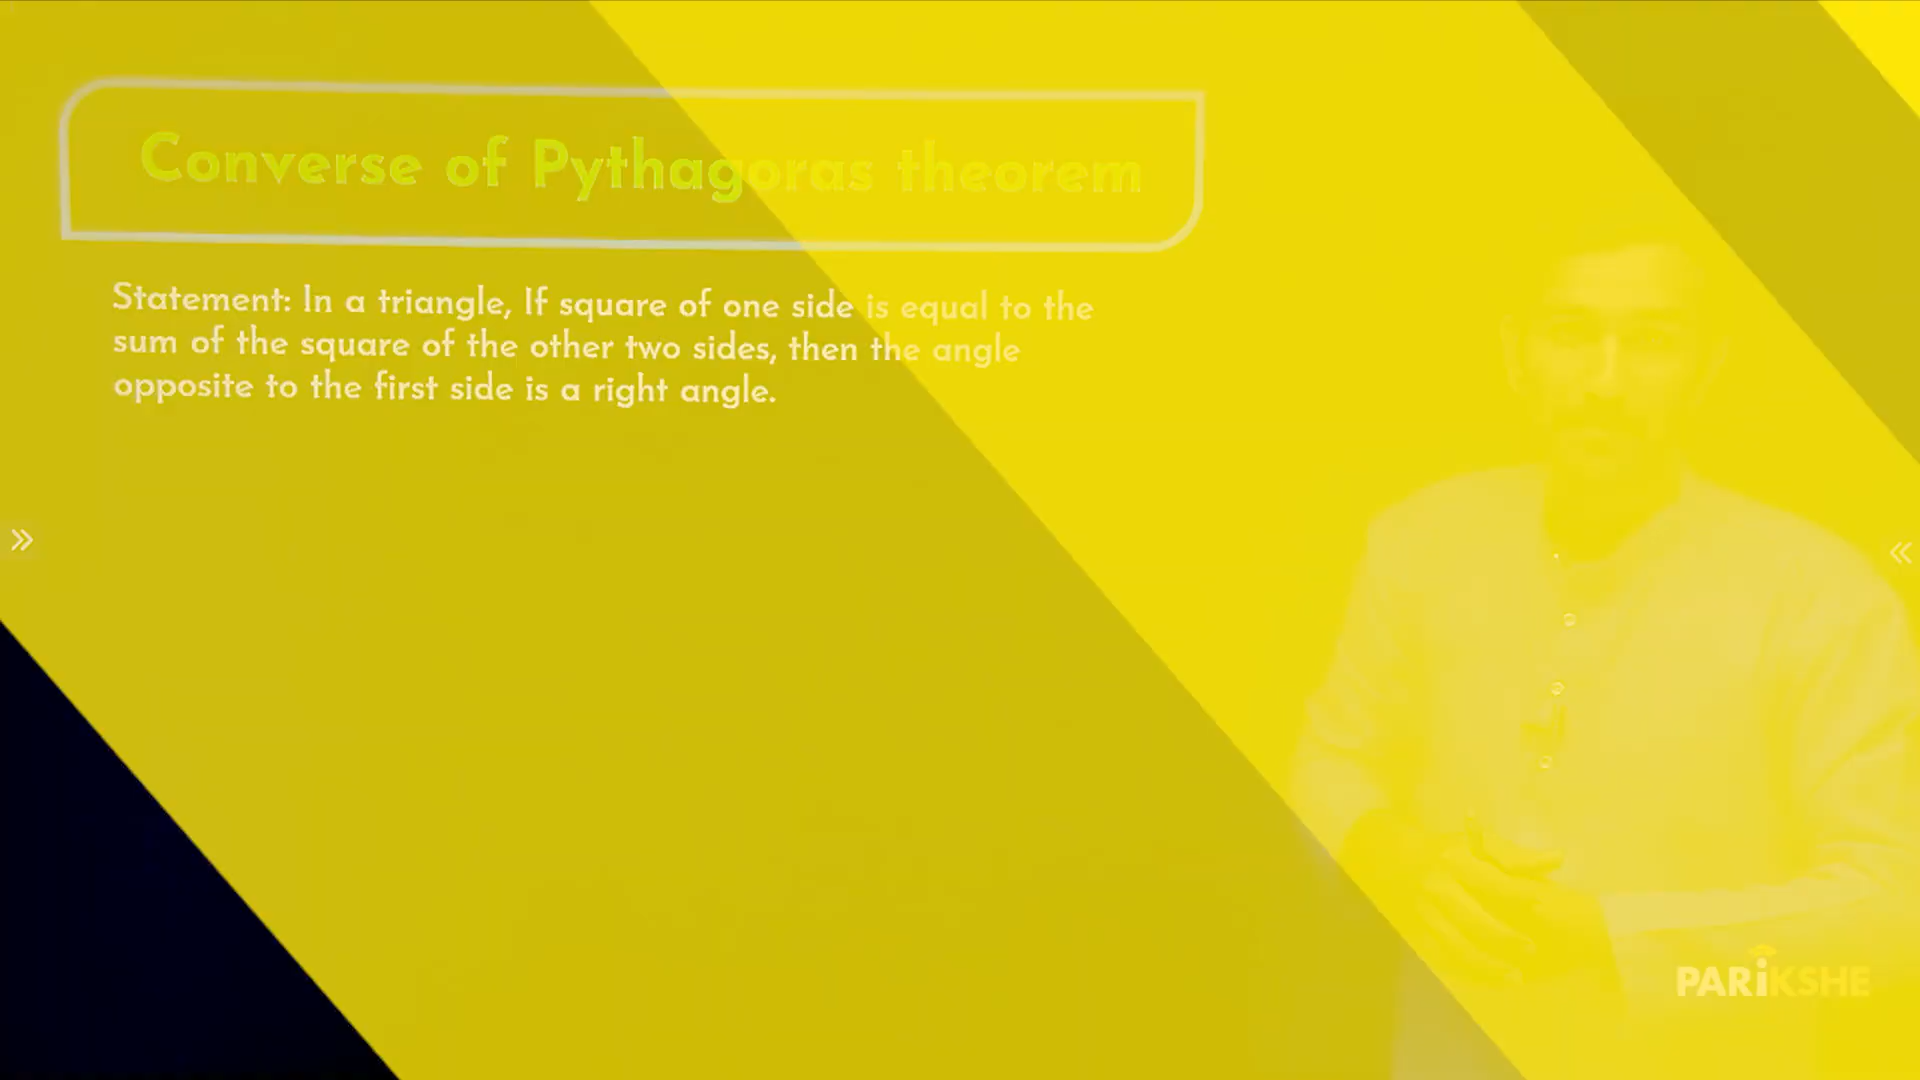 Converse of Pythagoras theorem
Statement: In a triangle, If square of one side is equal to the
sum of the square of the other two sides, then the angle
opposite to the first side is a right angle.
PARiKSHE